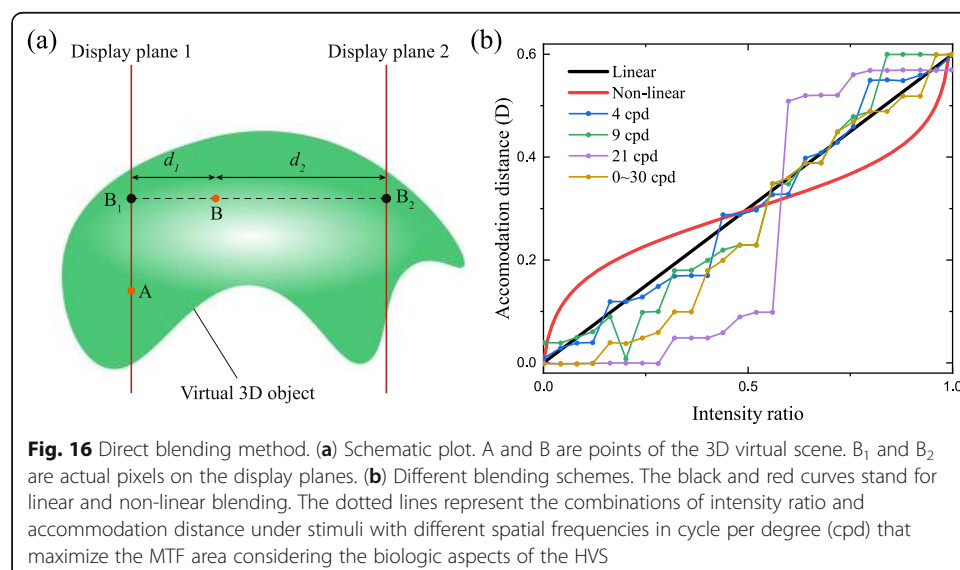 (a)
Display plane 1
Display plane 2
d1
d2
B1
B
B2
A
Virtual 3D object
(b)
0.6
0.4
0.2
0.0
Accomodation distance (D)
Linear
Non-linear
4 cpd
9 cpd
21 cpd
0~30 cpd
0.0
0.5
1.0
Intensity ratio
Fig. 16 Direct blending method. (a) Schematic plot. A and B are points of the 3D virtual scene. B1 and B2
are actual pixels on the display planes. (b) Different blending schemes. The black and red curves stand for
linear and non-linear blending. The dotted lines represent the combinations of intensity ratio and
accommodation distance under stimuli with different spatial frequencies in cycle per degree (cpd) that
maximize the MTF area considering the biologic aspects of the HVS